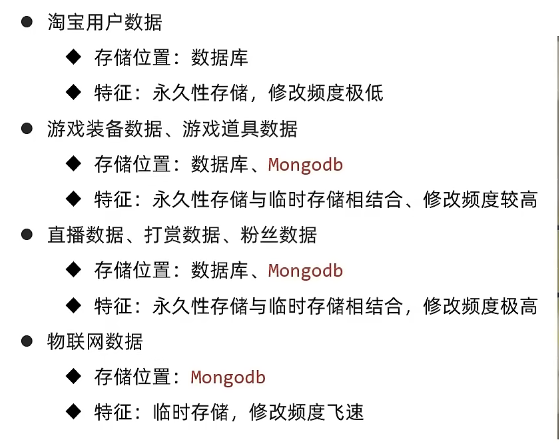 ● 淘宝用户数据
◆ 存储位置：数据库
◆ 特征：永久性存储，修改频度极低
● 游戏装备数据、游戏道具数据
◆ 存储位置：数据库、Mongodb
◆ 特征：永久性存储与临时存储相结合、修改频度较高
● 直播数据、打赏数据、粉丝数据
◆ 存储位置：数据库、Mongodb
◆ 特征：永久性存储与临时存储相结合，修改频度极高
● 物联网数据
◆ 存储位置：Mongodb
◆ 特征：临时存储，修改频度飞速